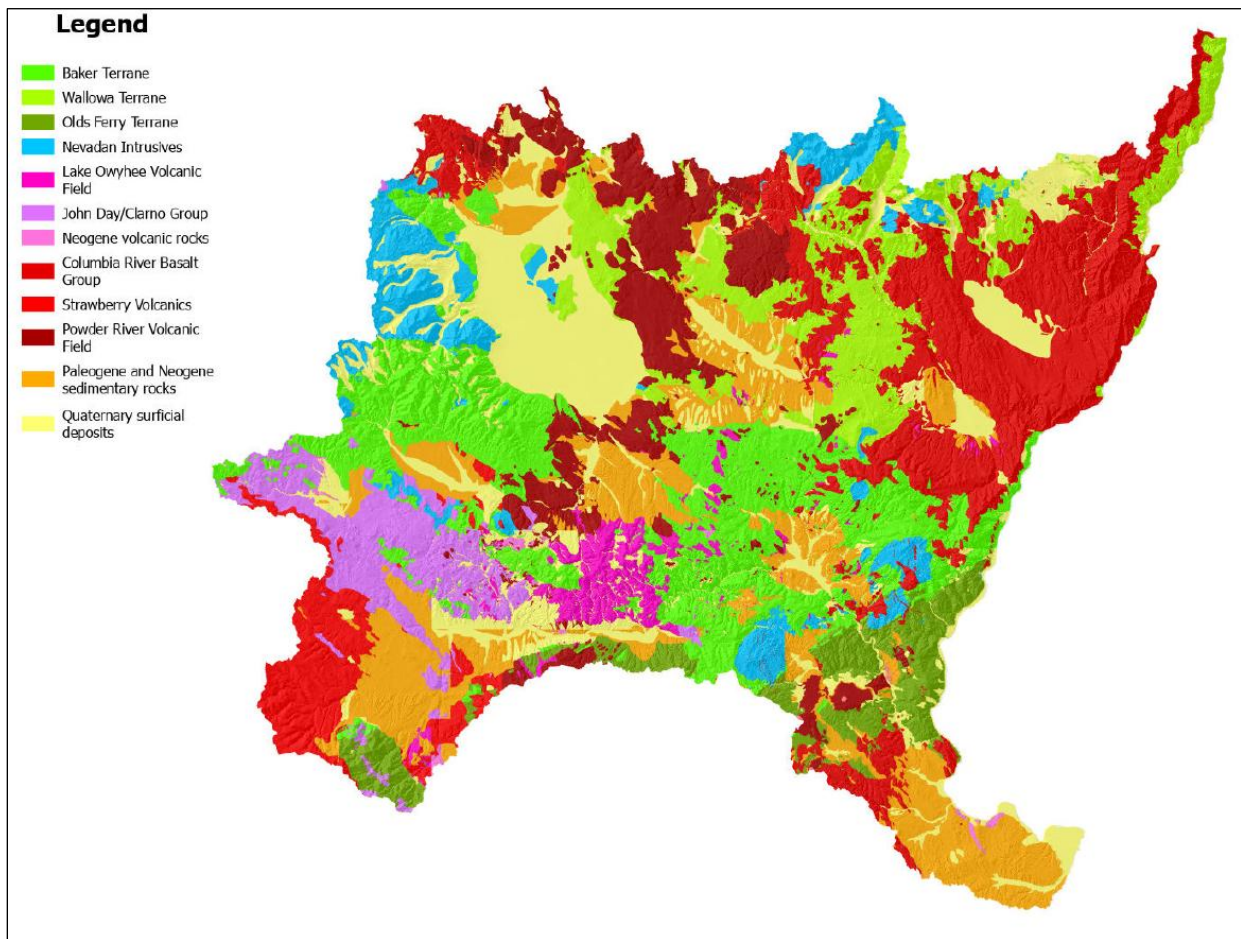 Legend
Baker Terrane
Wallowa Terrane
Olds Ferry Terrane
Nevadan Intrusives
Lake Owyhee Volcanic
Field
John Day/Clarno Group
Neogene volcanic rocks
Columbia River Basalt
Group
Strawberry Volcanics
Powder River Volcanic
Field
Paleogene and Neogene
sedimentary rocks
Quaternary surficial
deposits